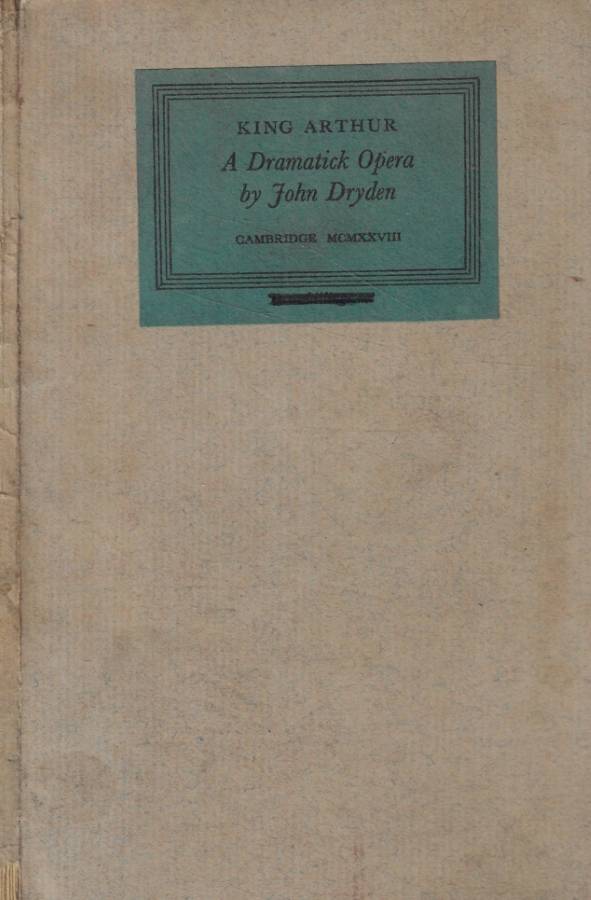 KING ARTHUR
A Dramatick Opera
by John Dryden
CAMBRIDGE MCMXXVIII